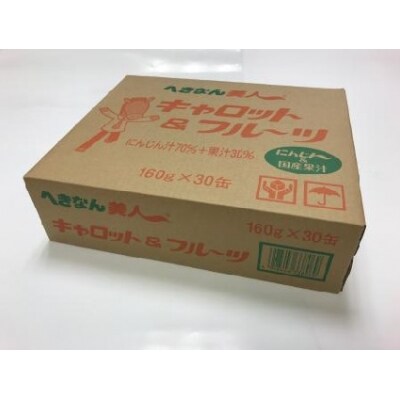 へきなん美人
キャロット
&フルーツ
にんじん汁70%+果汁30%
にんじん
&
国産果汁
160g×30缶
へきなん美人
160g×30缶
キャロット&フルーツ